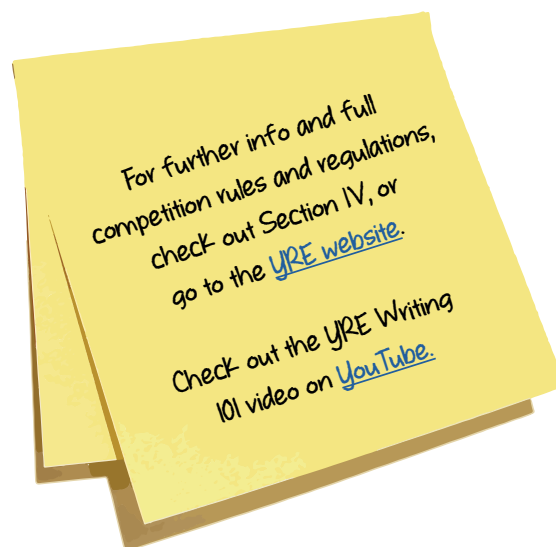 For further info and full
competition rules and regulations,
check out Section IV, or
go to the YRE website.
Check out the YRE Writing
101 video on YouTube.